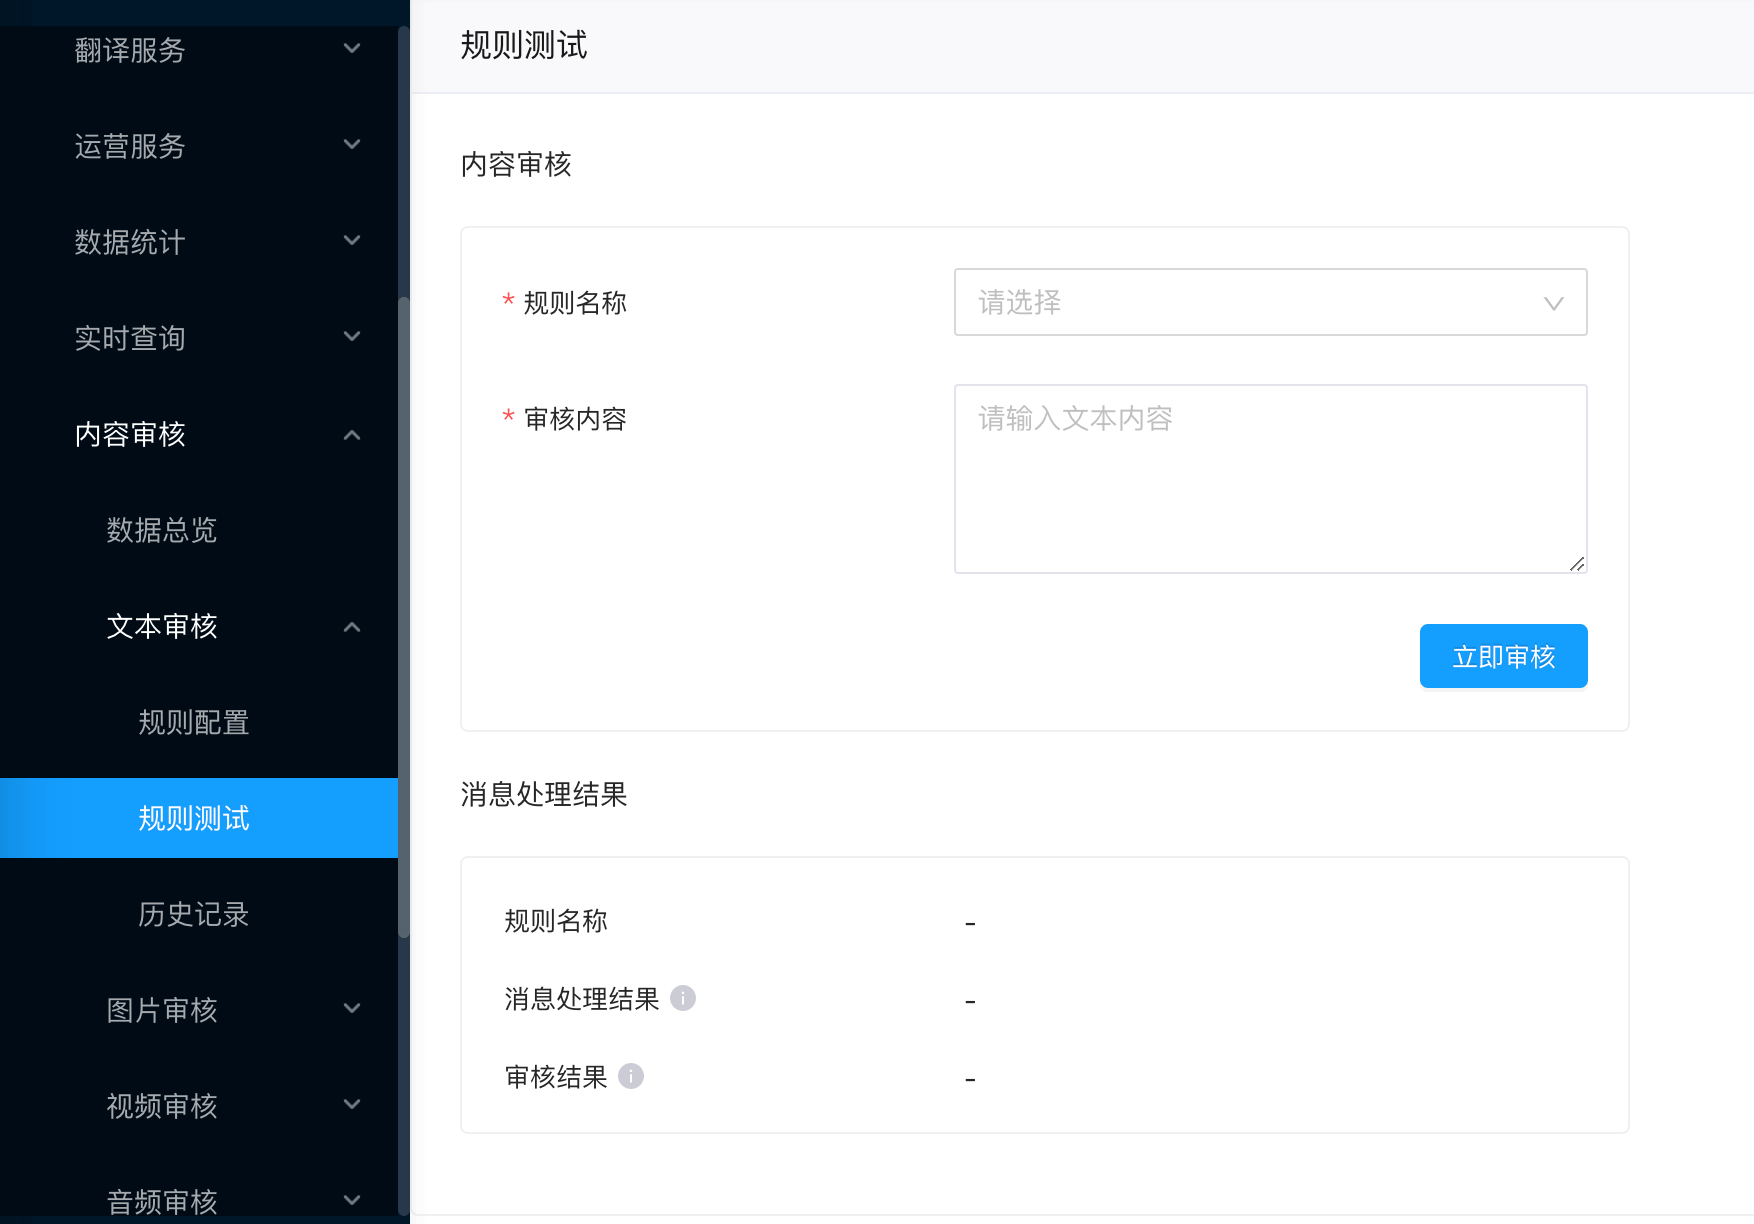 翻译服务
运营服务
数据统计
实时查询
内容审核
数据总览
文本审核
规则配置
规则测试
历史记录
图片审核
视频审核
音频审核
规则测试
内容审核
* 规则名称
请选择
* 审核内容
请输入文本内容
立即审核
消息处理结果
规则名称 -
消息处理结果 -
审核结果 -